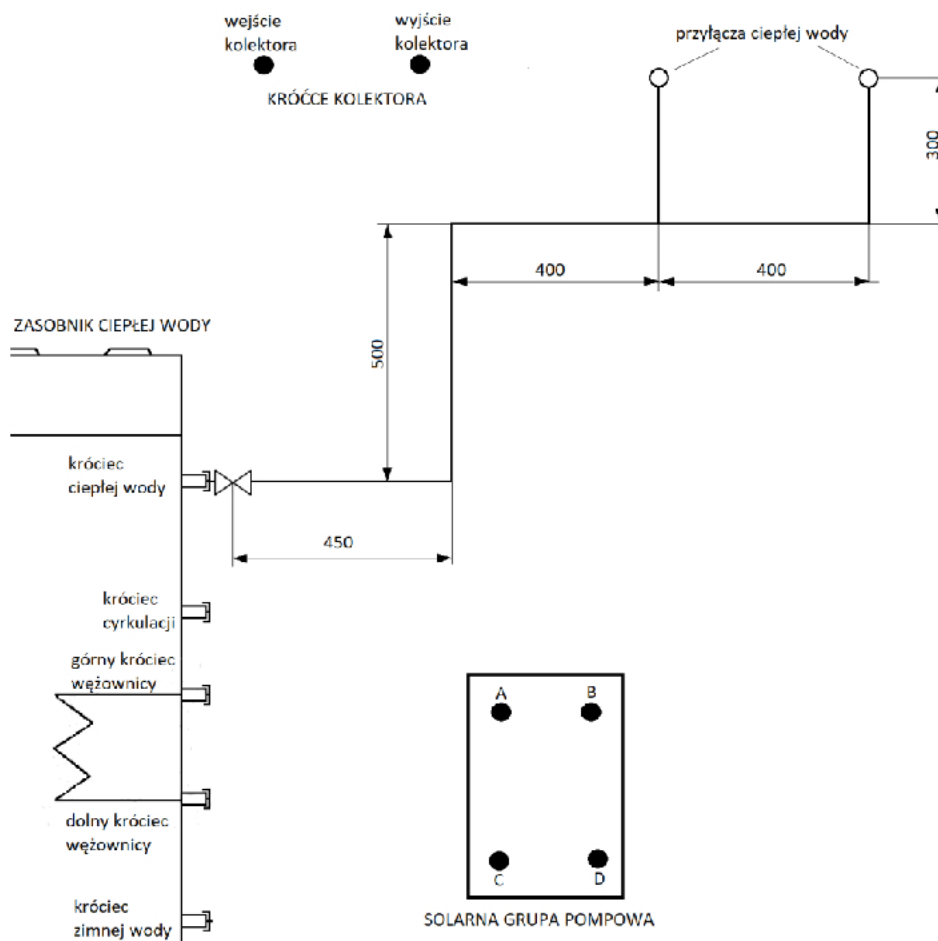 wejście
kolektora
wyjście
kolektora
KRÓĆCE KOLEKTORA
przyłącza ciepłej wody
300
400
400
500
ZASOBNIK CIEPŁEJ WODY
króciec
ciepłej wody
450
króciec
cyrkulacji
górny króciec
wężownicy
dolny króciec
wężownicy
króciec
zimnej wody
A
B
C
D
SOLARNA GRUPA POMPOWA